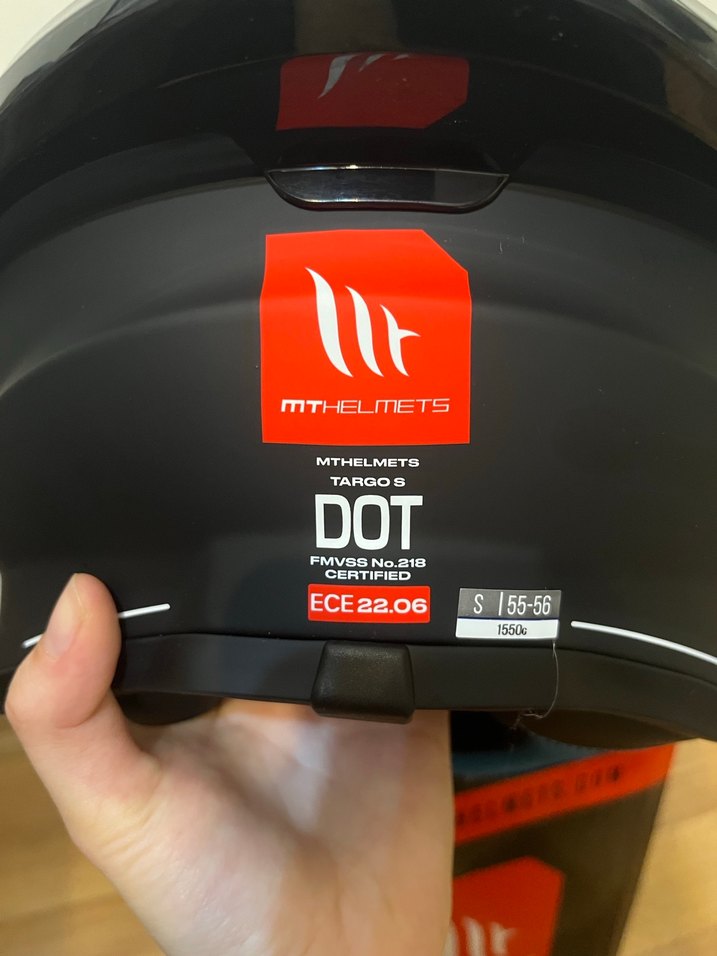 MTHELMETS
MTHELMETS
TARGO S
DOT
FMVSS No.218
CERTIFIED
ECE 22.06
S | 55-56
1550G